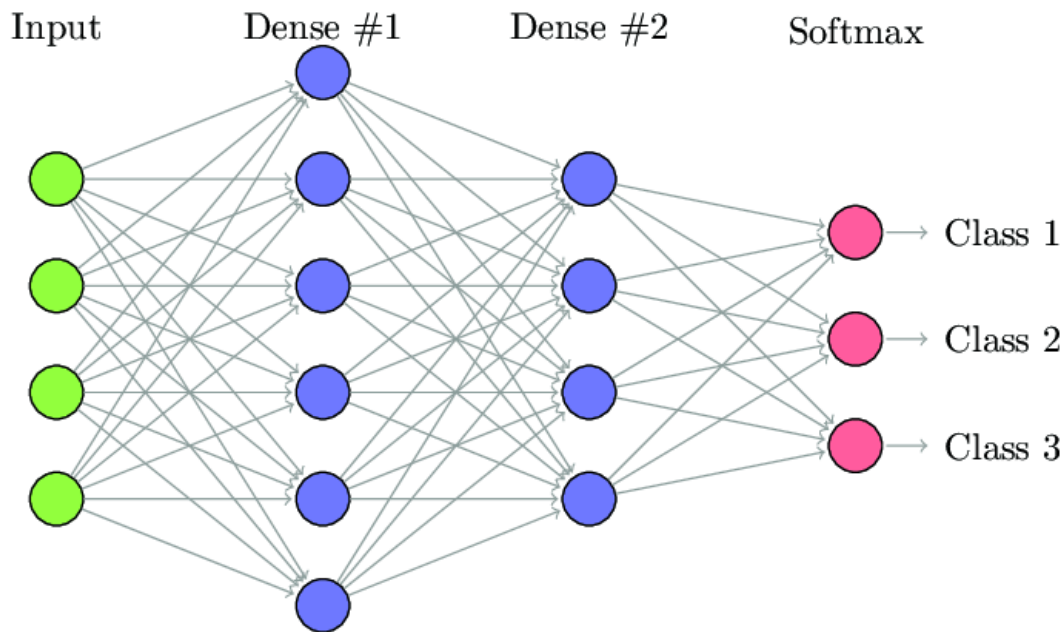 Input
Dense #1
Dense #2
Softmax
Class 1
Class 2
Class 3